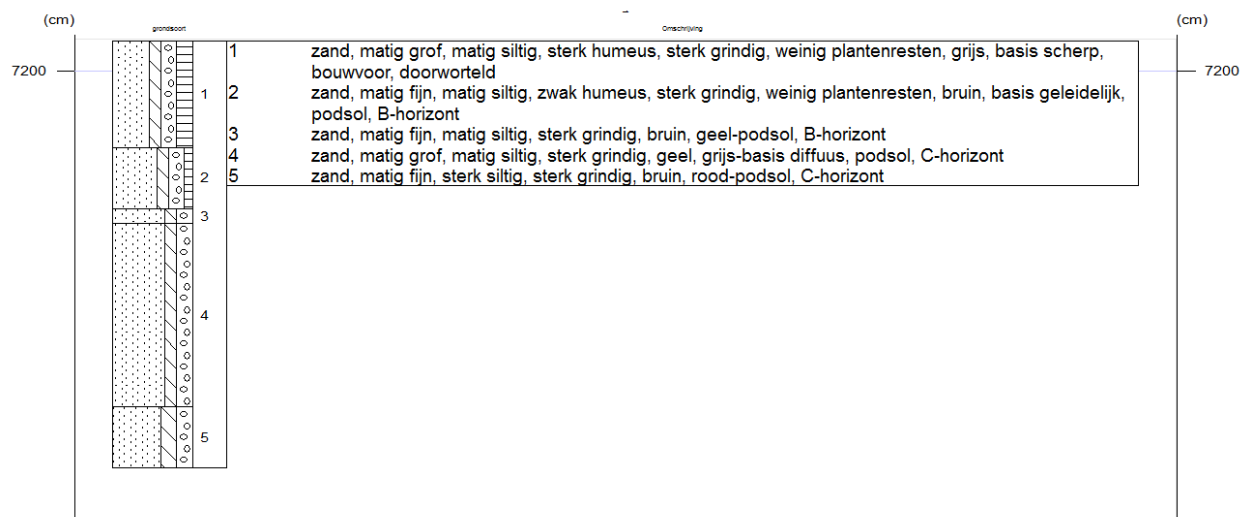 (cm)
(cm)
grondsoort
Omschrijving
7200
7200
1 zand, matig grof, matig siltig, sterk humeus, sterk grindig, weinig plantenresten, grijs, basis scherp,
bouwvoor, doorworteld
2 zand, matig fijn, matig siltig, zwak humeus, sterk grindig, weinig plantenresten, bruin, basis geleidelijk,
podsol, B-horizont
3 zand, matig fijn, matig siltig, sterk grindig, bruin, geel-podsol, B-horizont
4 zand, matig grof, matig siltig, sterk grindig, geel, grijs-basis diffuus, podsol, C-horizont
5 zand, matig fijn, sterk siltig, sterk grindig, bruin, rood-podsol, C-horizont
1
2
3
4
5